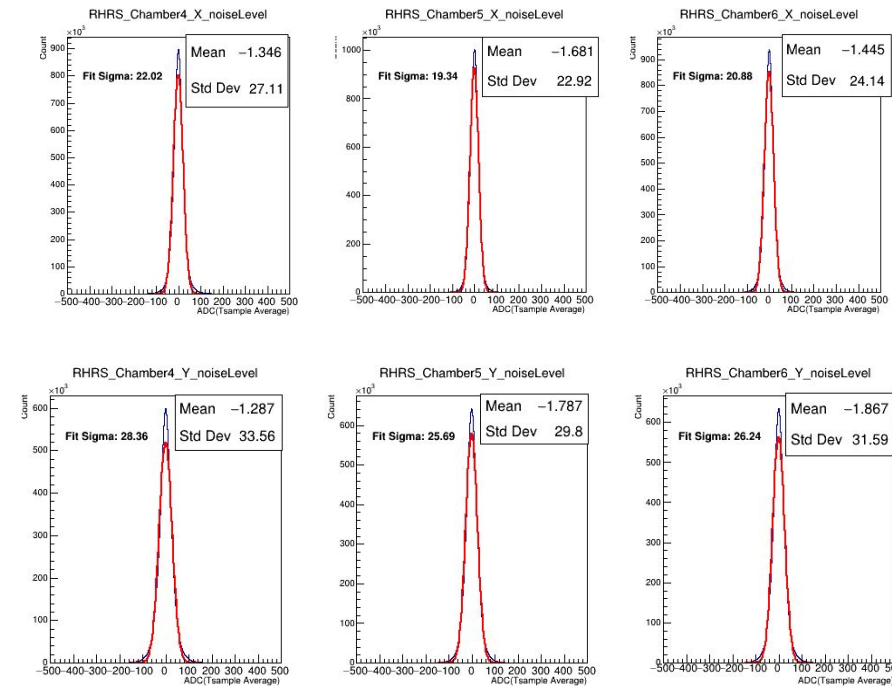 RHRS_Chamber4_X_noiseLevel
Count
×10³
Mean −1.346
Std Dev 27.11
Fit Sigma: 22.02
900
800
700
600
500
400
300
200
100
0
−500−400−300−200−100 0 100 200 300 400 500
ADC(Tsample Average)
RHRS_Chamber5_X_noiseLevel
×10³
Mean −1.681
Std Dev 22.92
Fit Sigma: 19.34
1000
800
600
400
200
0
−500−400−300−200−100 0 100 200 300 400 500
ADC(Tsample Average)
RHRS_Chamber6_X_noiseLevel
Count
×10³
Mean −1.445
Std Dev 24.14
Fit Sigma: 20.88
900
800
700
600
500
400
300
200
100
0
−500−400−300−200−100 0 100 200 300 400 500
ADC(Tsample Average)
RHRS_Chamber4_Y_noiseLevel
Count
×10³
Mean −1.287
Std Dev 33.56
Fit Sigma: 28.36
600
500
400
300
200
100
0
−500−400−300−200−100 0 100 200 300 400 500
ADC(Tsample Average)
RHRS_Chamber5_Y_noiseLevel
Count
×10³
Mean −1.787
Std Dev 29.8
Fit Sigma: 25.69
600
500
400
300
200
100
0
−500−400−300−200−100 0 100 200 300 400 500
ADC(Tsample Average)
RHRS_Chamber6_Y_noiseLevel
Count
×10³
Mean −1.867
Std Dev 31.59
Fit Sigma: 26.24
600
500
400
300
200
100
0
−500−400−300−200−100 0 100 200 300 400
ADC(Tsample Average)